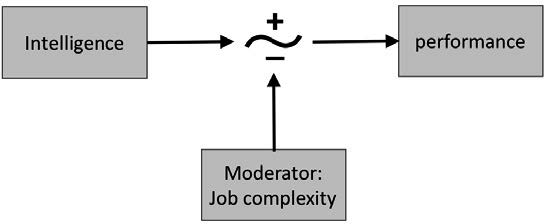 Intelligence
+
−
performance
Moderator:
Job complexity